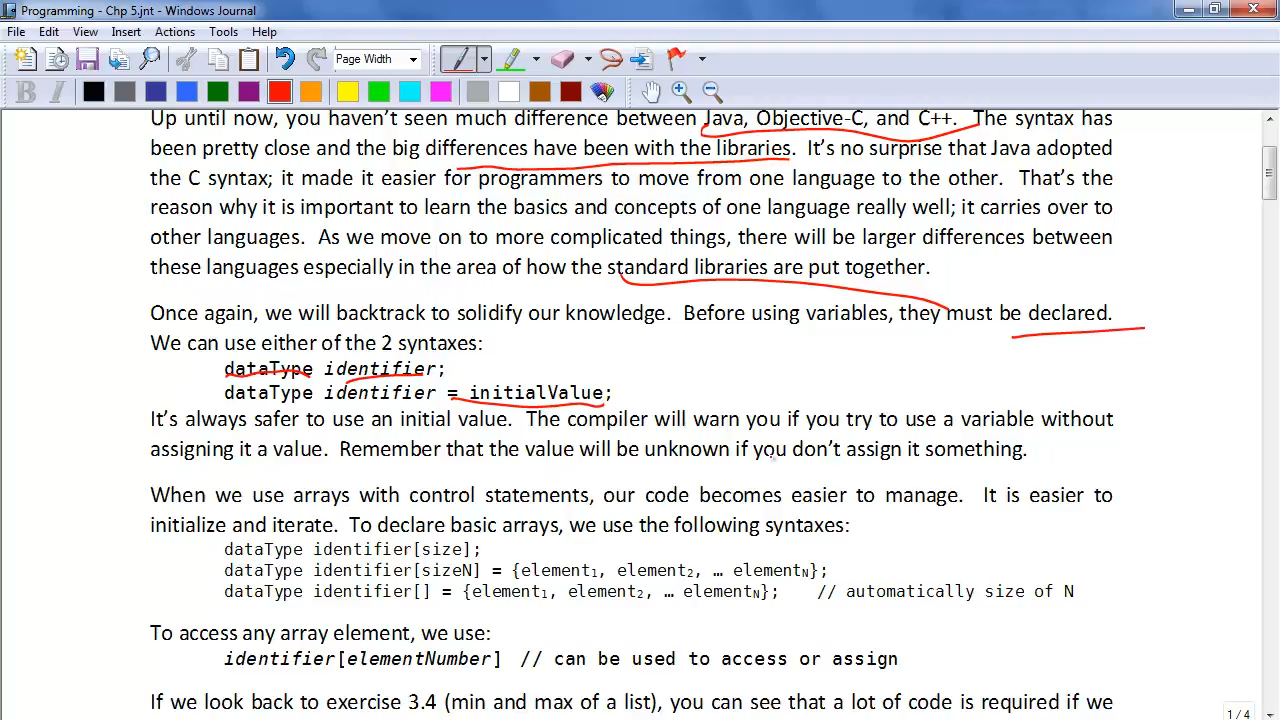 Programming - Chp 5.jnt - Windows Journal
File Edit View Insert Actions Tools Help
Page Width
B I
Up until now, you haven’t seen much difference between Java, Objective-C, and C++. The syntax has
been pretty close and the big differences have been with the libraries. It’s no surprise that Java adopted
the C syntax; it made it easier for programmers to move from one language to the other. That’s the
reason why it is important to learn the basics and concepts of one language really well; it carries over to
other languages. As we move on to more complicated things, there will be larger differences between
these languages especially in the area of how the standard libraries are put together.
Once again, we will backtrack to solidify our knowledge. Before using variables, they must be declared.
We can use either of the 2 syntaxes:
dataType identifier;
dataType identifier = initialValue;
It’s always safer to use an initial value. The compiler will warn you if you try to use a variable without
assigning it a value. Remember that the value will be unknown if you don’t assign it something.
When we use arrays with control statements, our code becomes easier to manage. It is easier to
initialize and iterate. To declare basic arrays, we use the following syntaxes:
dataType identifier[size];
dataType identifier[sizeN] = {element₁, element₂, … elementN};
dataType identifier[] = {element₁, element₂, … elementN}; // automatically size of N
To access any array element, we use:
identifier[elementNumber] // can be used to access or assign
If we look back to exercise 3.4 (min and max of a list), you can see that a lot of code is required if we
1/4